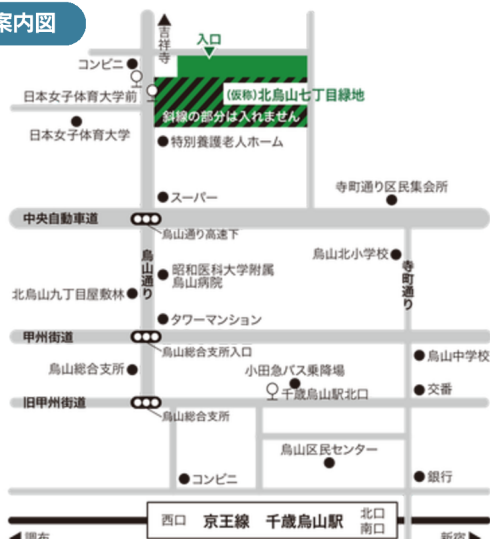 案内図
吉祥寺
入口
コンビニ
日本女子体育大学前
(仮称)北烏山七丁目緑地
斜線の部分は入れません
日本女子体育大学
特別養護老人ホーム
寺町通り区民集会所
スーパー
中央自動車道
烏山通り高速下
烏山北小学校
烏山通り
昭和医科大学附属
烏山病院
寺町通り
北烏山九丁目屋敷林
タワーマンション
甲州街道
烏山総合支所入口
烏山中学校
烏山総合支所
小田急バス乗降場
千歳烏山駅北口
交番
旧甲州街道
烏山総合支所
烏山区民センター
コンビニ
銀行
西口 京王線 千歳烏山駅 北口
南口
調布
新宿